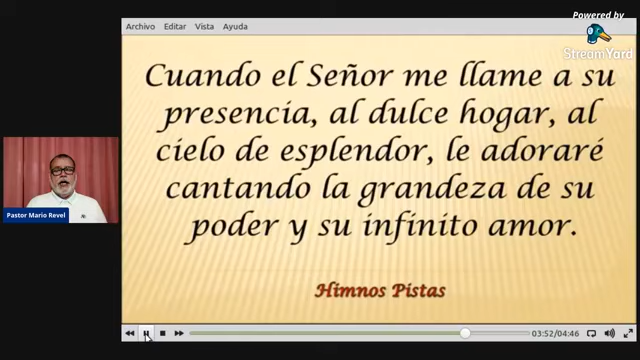 Powered by
StreamYard
Archivo Editar Vista Ayuda
Cuando el Señor me llame a su
presencia, al dulce hogar, al
cielo de esplendor, le adoraré
cantando la grandeza de su
poder y su infinito amor.
Himnos Pistas
Pastor Mario Revel
03:52/04:46